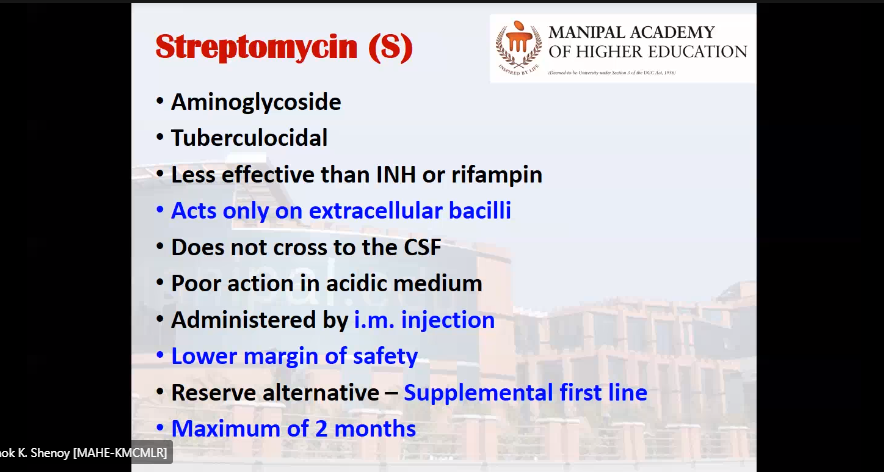 Streptomycin (S)
MANIPAL ACADEMY
OF HIGHER EDUCATION
(Deemed to be University under Section 3 of the UGC Act, 1956)
INSPIRED BY LIFE
• Aminoglycoside
• Tuberculocidal
• Less effective than INH or rifampin
• Acts only on extracellular bacilli
• Does not cross to the CSF
• Poor action in acidic medium
• Administered by i.m. injection
• Lower margin of safety
• Reserve alternative – Supplemental first line
• Maximum of 2 months
hok K. Shenoy [MAHE-KMCMLR]